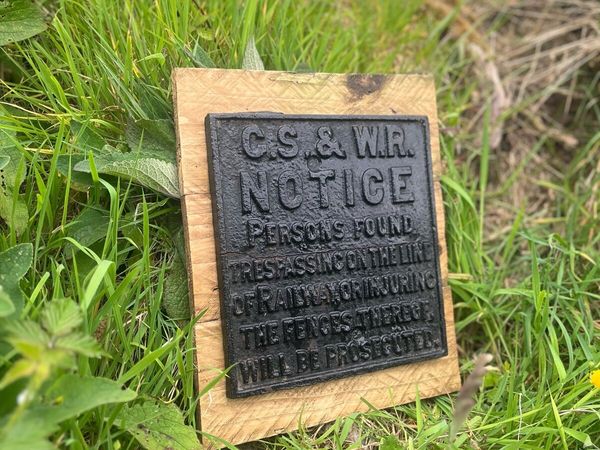 C.S. & W.R.
NOTICE
PERSONS FOUND
TRESPASSING ON THE LINE
OF RAILWAY, OR INJURING
THE FENCES, THEREOF,
WILL BE PROSECUTED.